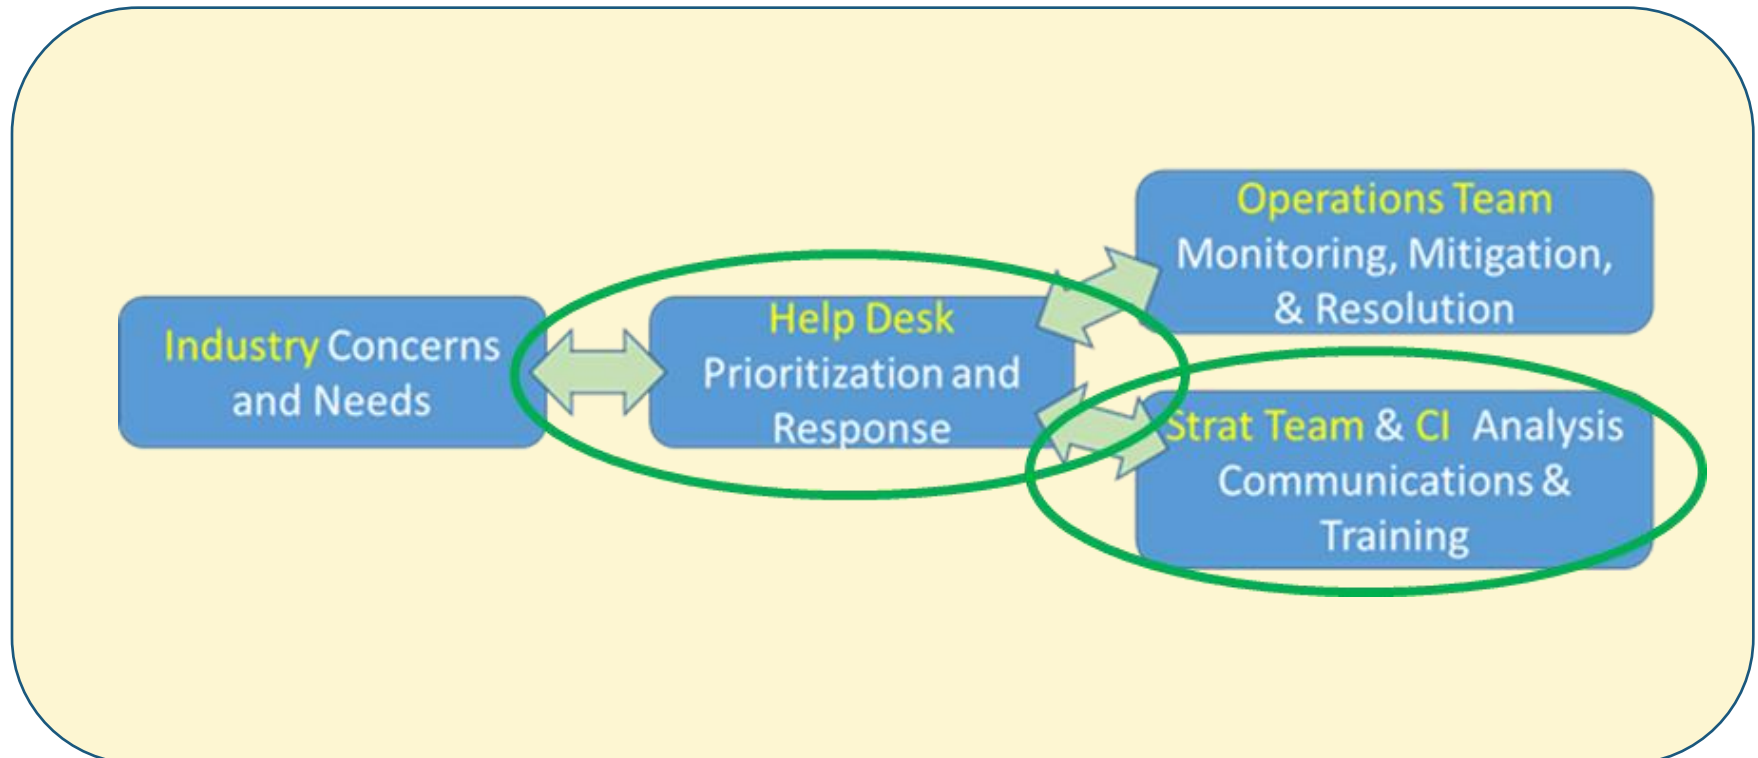 Industry Concerns
and Needs
Help Desk
Prioritization and
Response
Operations Team
Monitoring, Mitigation,
& Resolution
Strat Team & CI Analysis
Communications &
Training